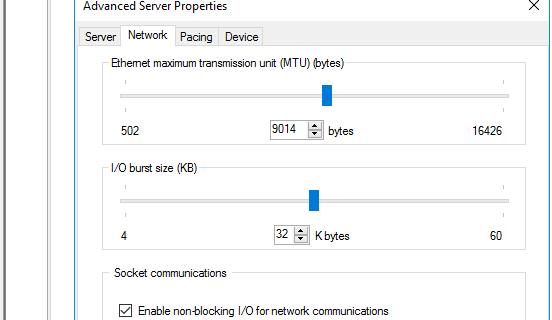 Advanced Server Properties
Server Network Pacing Device
Ethernet maximum transmission unit (MTU) (bytes)
502 9014 bytes 16426
I/O burst size (KB)
4 32 K bytes 60
Socket communications
Enable non-blocking I/O for network communications